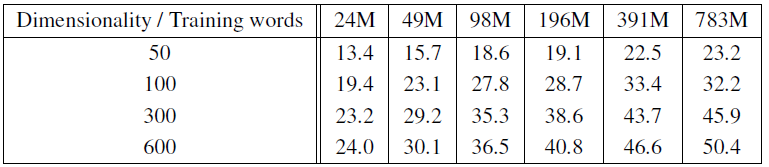 Dimensionality / Training words 24M 49M 98M 196M 391M 783M
50 13.4 15.7 18.6 19.1 22.5 23.2
100 19.4 23.1 27.8 28.7 33.4 32.2
300 23.2 29.2 35.3 38.6 43.7 45.9
600 24.0 30.1 36.5 40.8 46.6 50.4